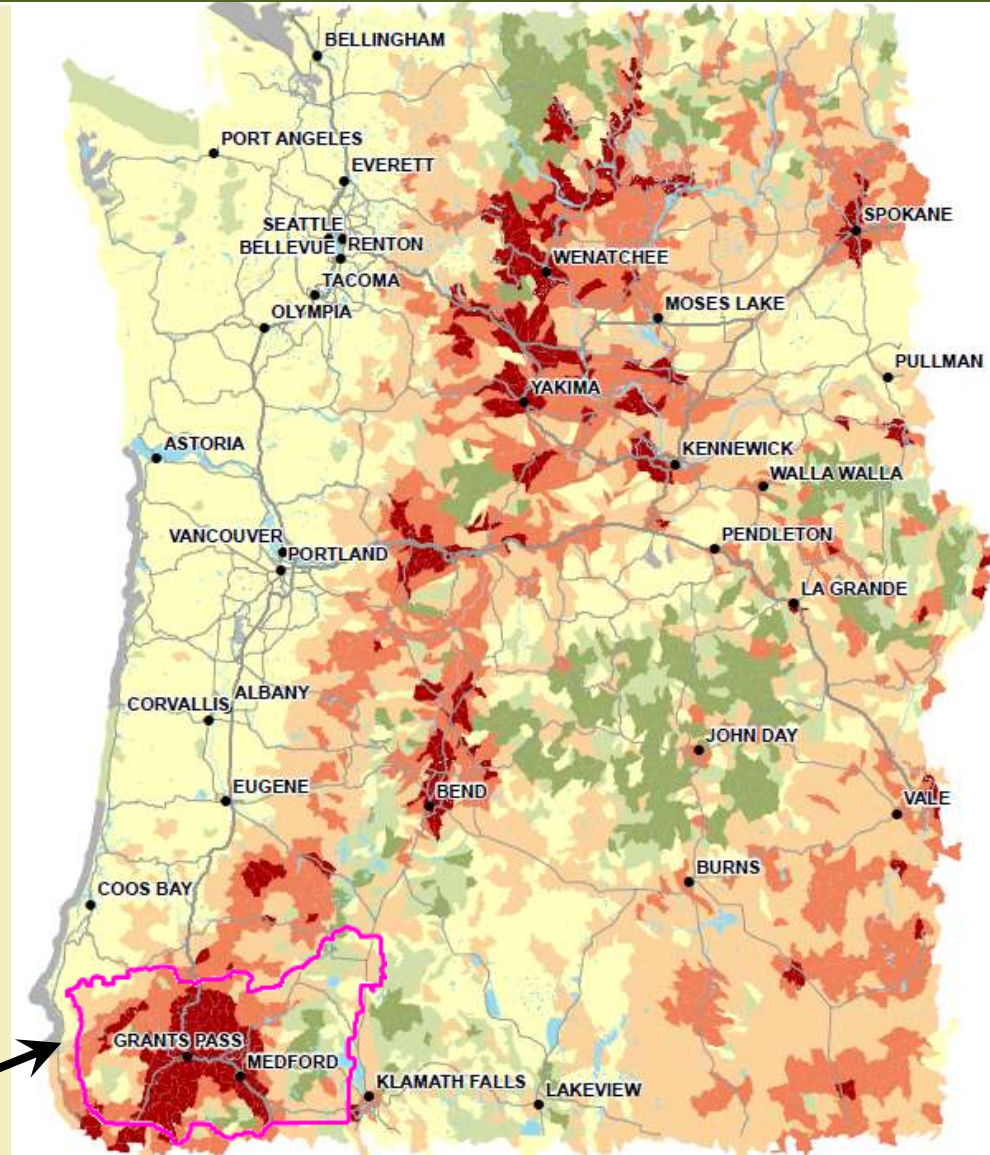 BELLINGHAM
PORT ANGELES
EVERETT
SEATTLE
SPOKANE
BELLEVUE RENTON
WENATCHEE
TACOMA
MOSES LAKE
OLYMPIA
PULLMAN
YAKIMA
ASTORIA
KENNEWICK
WALLA WALLA
VANCOUVER
PENDLETON
PORTLAND
LA GRANDE
ALBANY
CORVALLIS
JOHN DAY
EUGENE
BEND
VALE
BURNS
COOS BAY
GRANTS PASS
MEDFORD
KLAMATH FALLS
LAKEVIEW